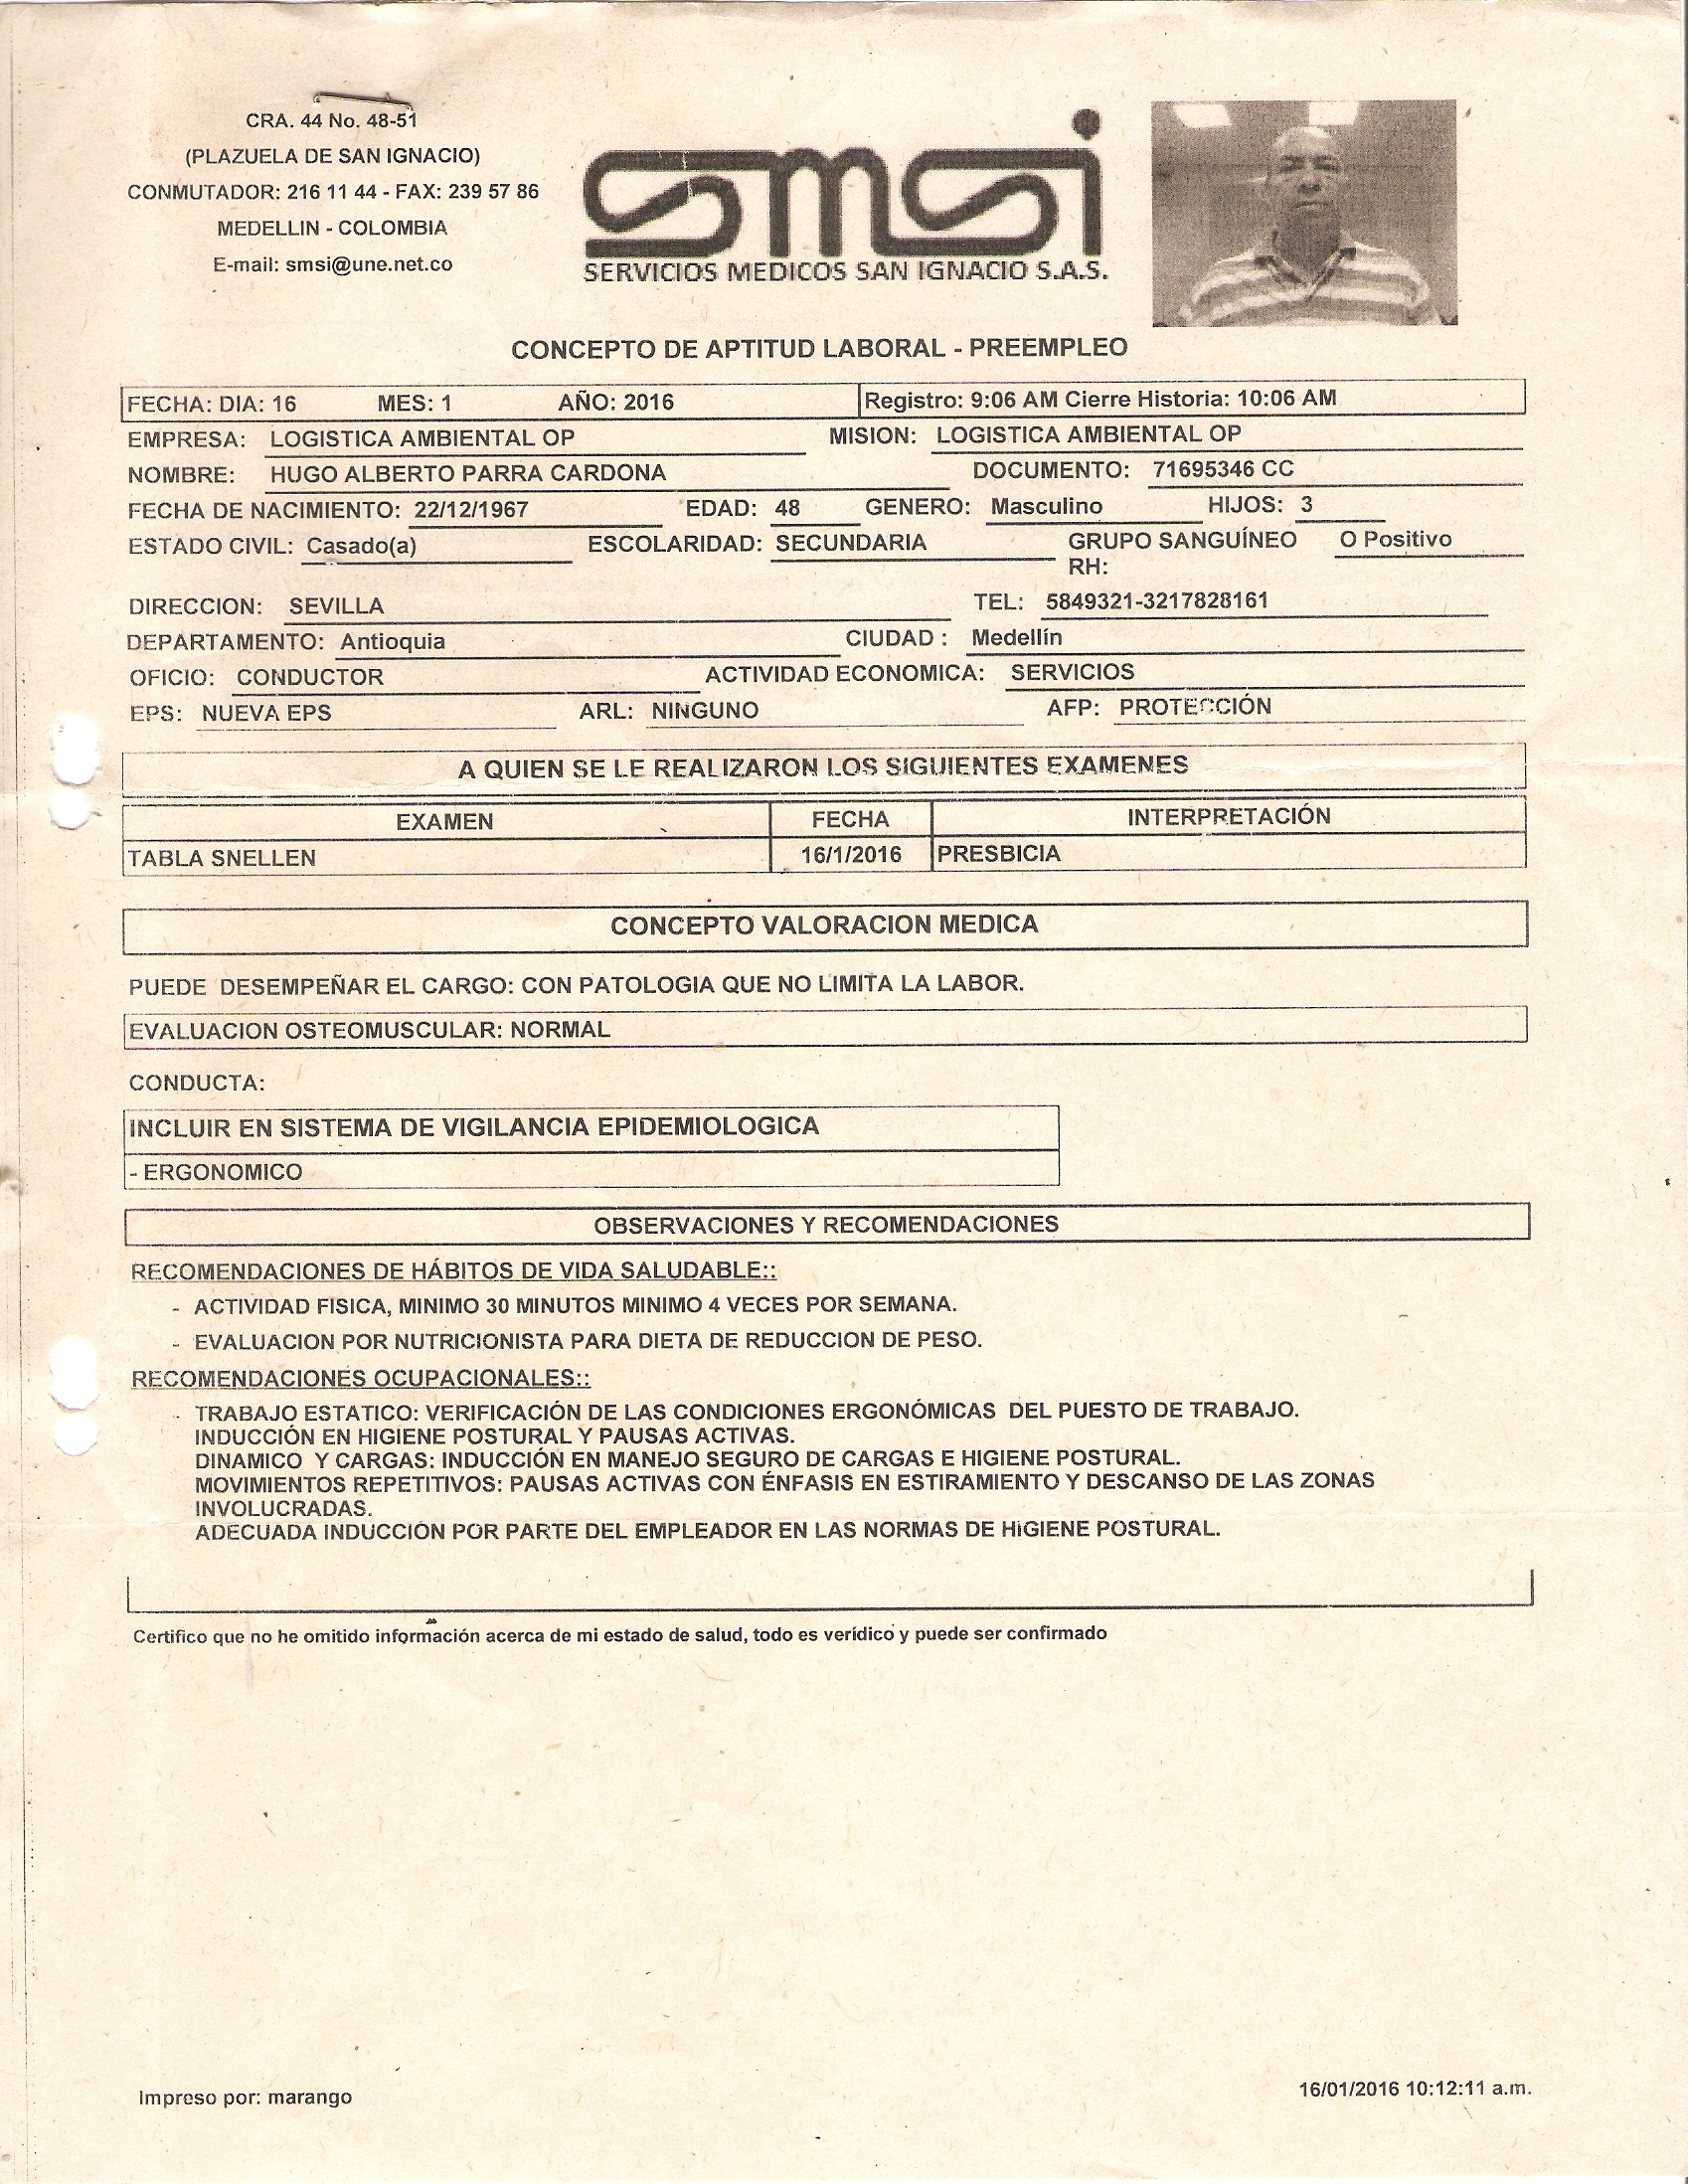 CRA. 44 No. 48-51
(PLAZUELA DE SAN IGNACIO)
CONMUTADOR: 216 11 44 - FAX: 239 57 86
MEDELLIN - COLOMBIA
E-mail: smsi@une.net.co
smsi
SERVICIOS MEDICOS SAN IGNACIO S.A.S.
CONCEPTO DE APTITUD LABORAL - PREEMPLEO
FECHA: DIA: 16 MES: 1 AÑO: 2016 Registro: 9:06 AM Cierre Historia: 10:06 AM
EMPRESA: LOGISTICA AMBIENTAL OP MISION: LOGISTICA AMBIENTAL OP
NOMBRE: HUGO ALBERTO PARRA CARDONA DOCUMENTO: 71695346 CC
FECHA DE NACIMIENTO: 22/12/1967 EDAD: 48 GENERO: Masculino HIJOS: 3
ESTADO CIVIL: Casado(a) ESCOLARIDAD: SECUNDARIA GRUPO SANGUÍNEO O Positivo
RH:
DIRECCION: SEVILLA TEL: 5849321-3217828161
DEPARTAMENTO: Antioquia CIUDAD : Medellín
OFICIO: CONDUCTOR ACTIVIDAD ECONOMICA: SERVICIOS
EPS: NUEVA EPS ARL: NINGUNO AFP: PROTECCIÓN
A QUIEN SE LE REALIZARON LOS SIGUIENTES EXAMENES
EXAMEN FECHA INTERPRETACIÓN
TABLA SNELLEN 16/1/2016 PRESBICIA
CONCEPTO VALORACION MEDICA
PUEDE DESEMPEÑAR EL CARGO: CON PATOLOGIA QUE NO LIMITA LA LABOR.
EVALUACION OSTEOMUSCULAR: NORMAL
CONDUCTA:
INCLUIR EN SISTEMA DE VIGILANCIA EPIDEMIOLOGICA
- ERGONOMICO
OBSERVACIONES Y RECOMENDACIONES
RECOMENDACIONES DE HÁBITOS DE VIDA SALUDABLE::
- ACTIVIDAD FISICA, MINIMO 30 MINUTOS MINIMO 4 VECES POR SEMANA.
- EVALUACION POR NUTRICIONISTA PARA DIETA DE REDUCCION DE PESO.
RECOMENDACIONES OCUPACIONALES::
- TRABAJO ESTATICO: VERIFICACIÓN DE LAS CONDICIONES ERGONÓMICAS DEL PUESTO DE TRABAJO.
INDUCCIÓN EN HIGIENE POSTURAL Y PAUSAS ACTIVAS.
DINAMICO Y CARGAS: INDUCCIÓN EN MANEJO SEGURO DE CARGAS E HIGIENE POSTURAL.
MOVIMIENTOS REPETITIVOS: PAUSAS ACTIVAS CON ÉNFASIS EN ESTIRAMIENTO Y DESCANSO DE LAS ZONAS
INVOLUCRADAS.
ADECUADA INDUCCIÓN POR PARTE DEL EMPLEADOR EN LAS NORMAS DE HIGIENE POSTURAL.
Certifico que no he omitido información acerca de mi estado de salud, todo es verídico y puede ser confirmado
Impreso por: marango 16/01/2016 10:12:11 a.m.